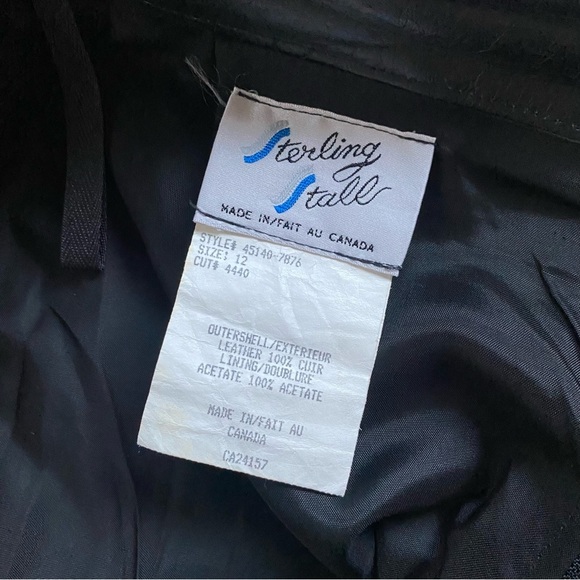 Sterling
Stall
MADE IN/FAIT AU CANADA
STYLE# 45140-7876
SIZE: 12
CUT# 4440
OUTERSHELL/EXTERIEUR
LEATHER 100% CUIR
LINING/DOUBLURE
ACETATE 100% ACETATE
MADE IN/FAIT AU
CANADA
CA24157